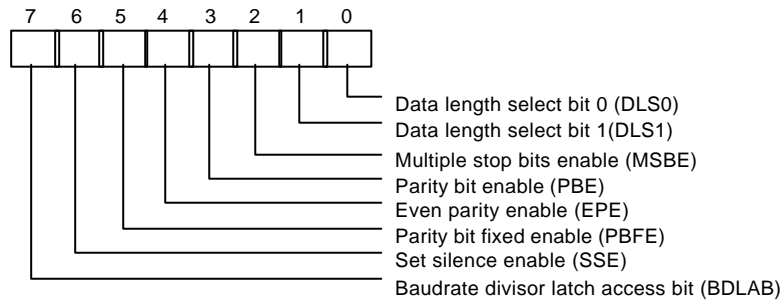 7 6 5 4 3 2 1 0
Data length select bit 0 (DLS0)
Data length select bit 1(DLS1)
Multiple stop bits enable (MSBE)
Parity bit enable (PBE)
Even parity enable (EPE)
Parity bit fixed enable (PBFE)
Set silence enable (SSE)
Baudrate divisor latch access bit (BDLAB)